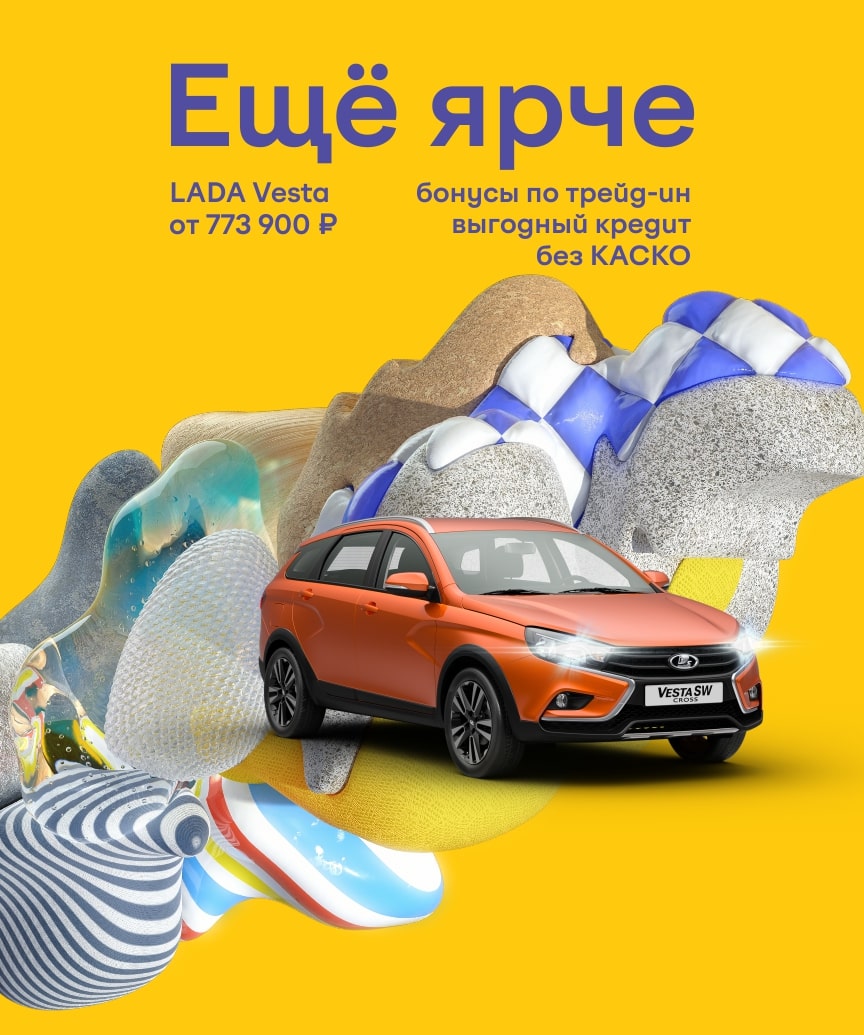 Ещё ярче
LADA Vesta
от 773 900 ₽
бонусы по трейд-ин
выгодный кредит
без КАСКО
VESTA SW
CROSS